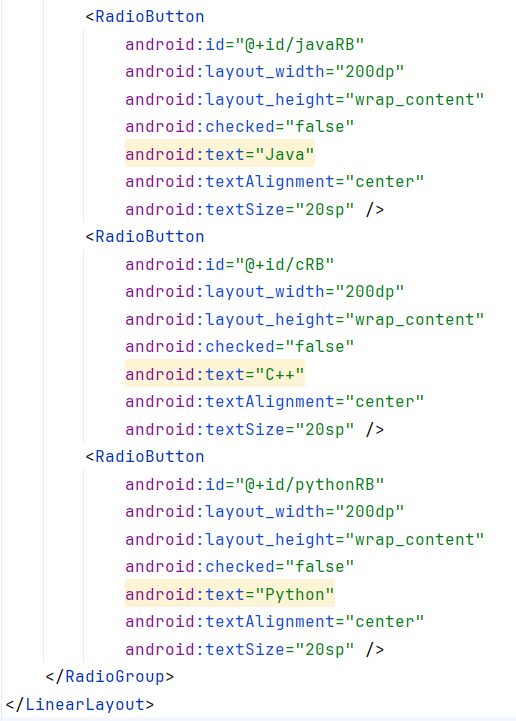 <RadioButton
android:id="@+id/javaRB"
android:layout_width="200dp"
android:layout_height="wrap_content"
android:checked="false"
android:text="Java"
android:textAlignment="center"
android:textSize="20sp" />
<RadioButton
android:id="@+id/cRB"
android:layout_width="200dp"
android:layout_height="wrap_content"
android:checked="false"
android:text="C++"
android:textAlignment="center"
android:textSize="20sp" />
<RadioButton
android:id="@+id/pythonRB"
android:layout_width="200dp"
android:layout_height="wrap_content"
android:checked="false"
android:text="Python"
android:textAlignment="center"
android:textSize="20sp" />
</RadioGroup>
</LinearLayout>